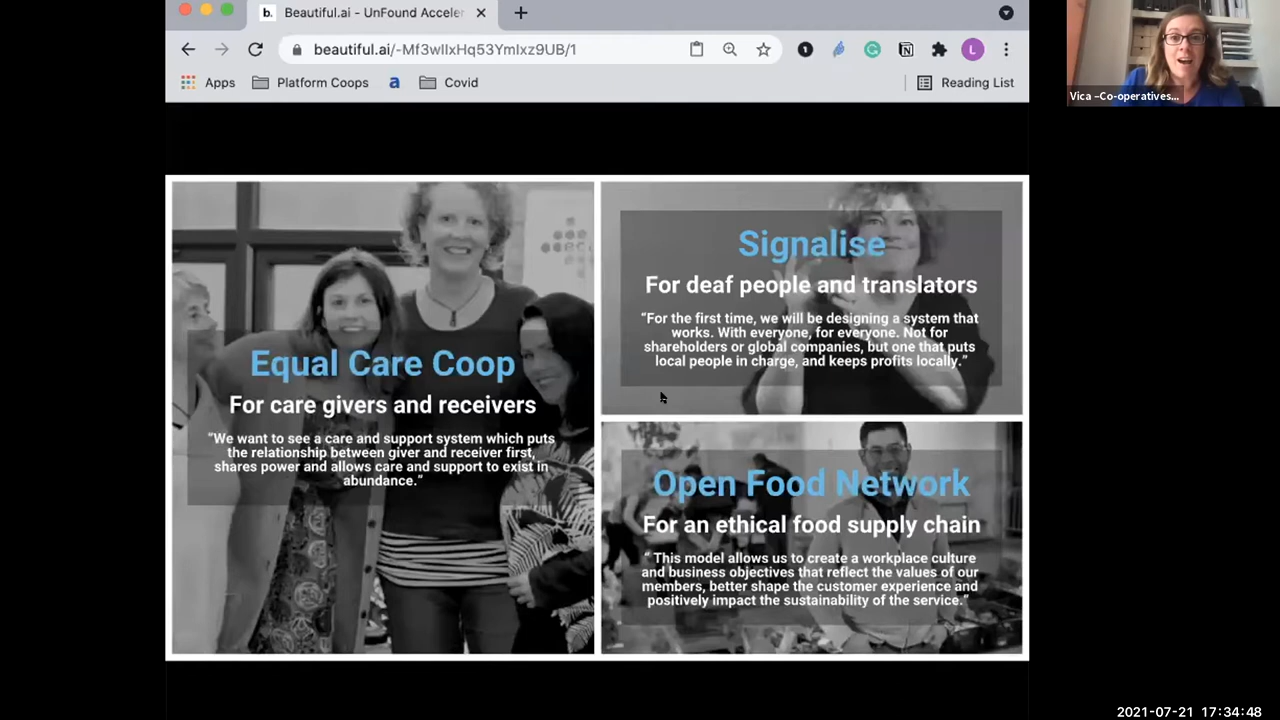 b. Beautiful.ai - UnFound Acceler
beautiful.ai/-Mf3wlIxHq53YmIxz9UB/1
L
Apps Platform Coops a Covid Reading List
Vica –Co-operatives...
Equal Care Coop
For care givers and receivers
"We want to see a care and support system which puts
the relationship between giver and receiver first,
shares power and allows care and support to exist in
abundance."
Signalise
For deaf people and translators
“For the first time, we will be designing a system that
works. With everyone, for everyone. Not for
shareholders or global companies, but one that puts
local people in charge, and keeps profits locally.”
Open Food Network
For an ethical food supply chain
“ This model allows us to create a workplace culture
and business objectives that reflect the values of our
members, better shape the customer experience and
positively impact the sustainability of the service.”
2021-07-21 17:34:48